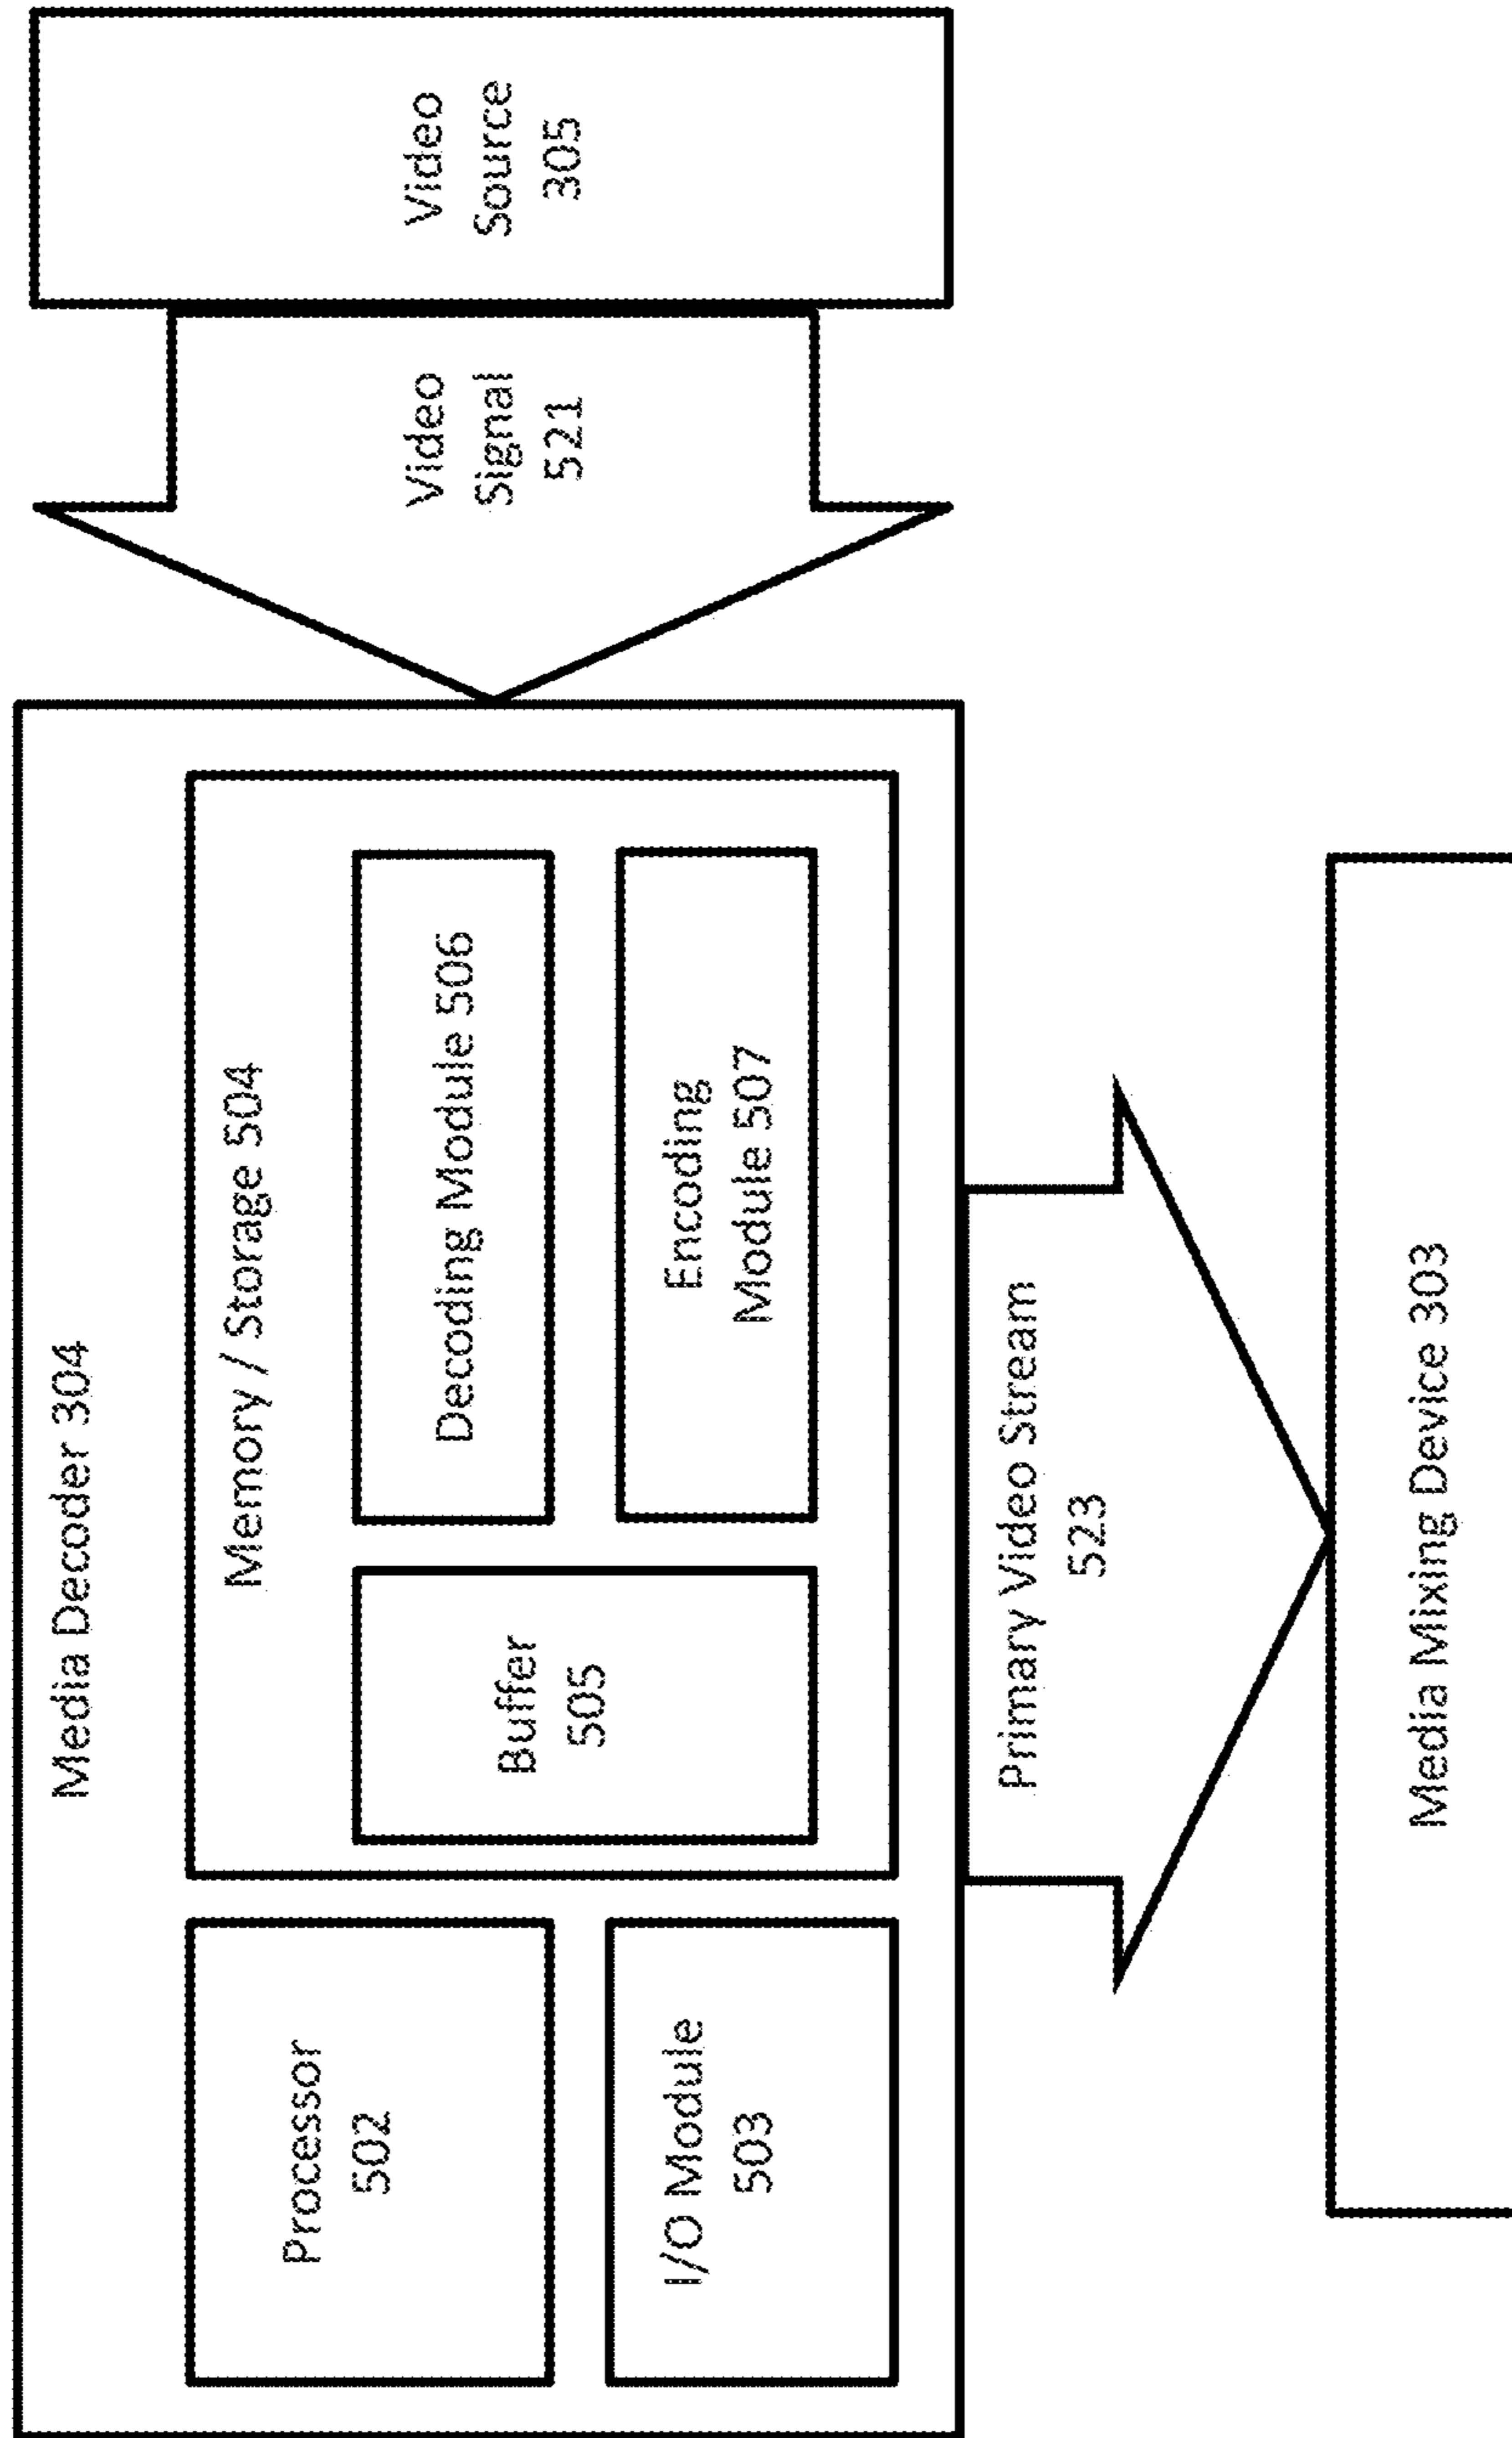 Media Decoder 304
Processor
502
I/O Module
503
Memory / Storage 504
Buffer
505
Decoding Module 506
Encoding
Module 507
Video
Signal
521
Video
Source
305
Primary Video Stream
523
Media Mixing Device 303